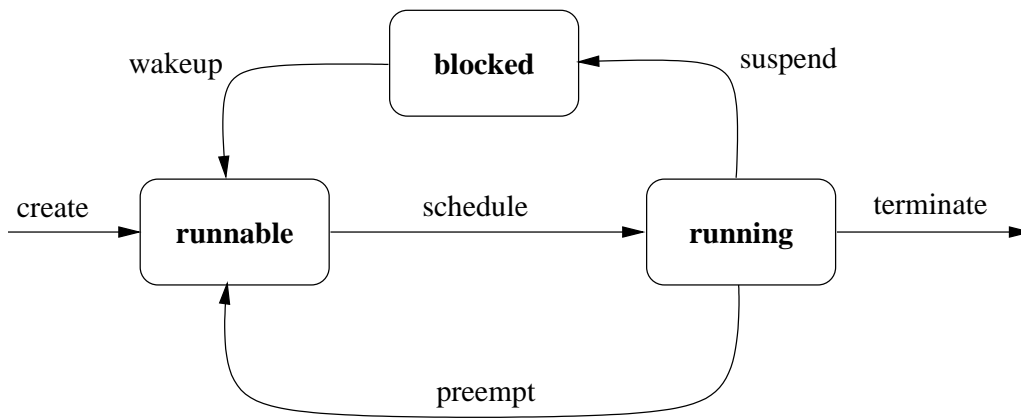 wakeup
blocked
suspend
create
runnable
schedule
running
terminate
preempt